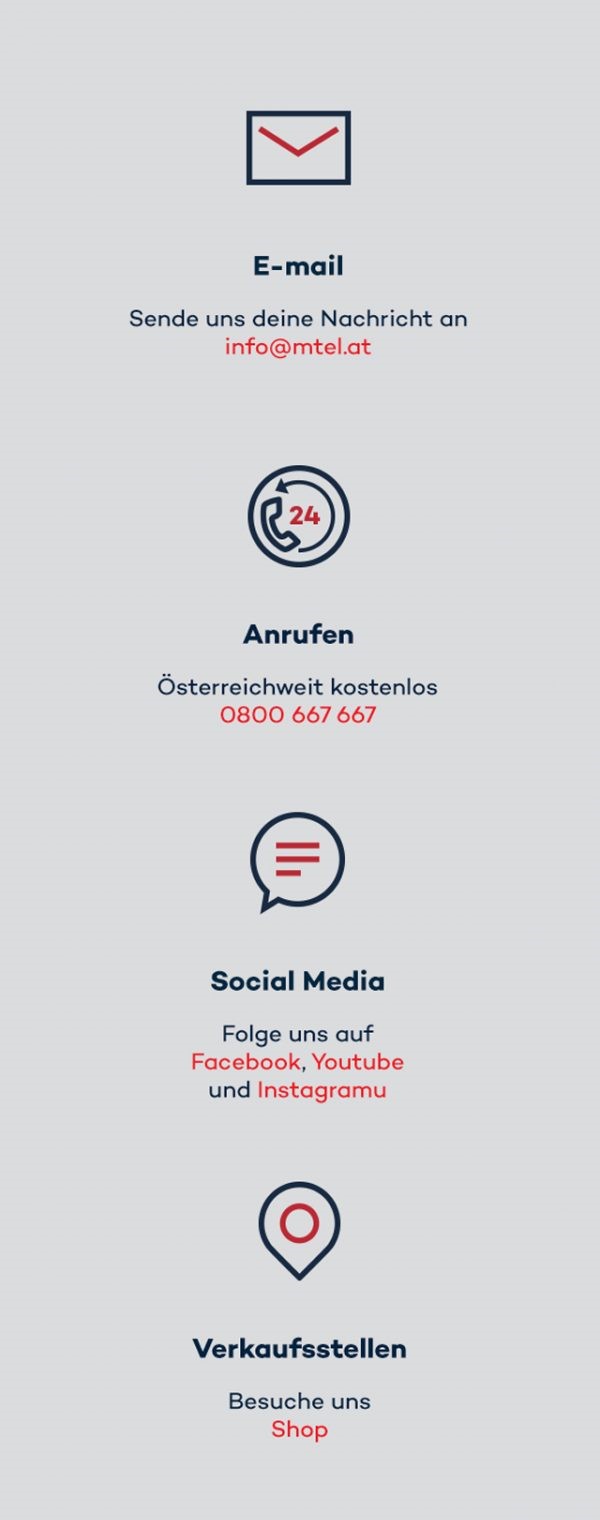 E-mail
Sende uns deine Nachricht an
info@mtel.at
24
Anrufen
Österreichweit kostenlos
0800 667 667
Social Media
Folge uns auf
Facebook, Youtube
und Instagramu
Verkaufsstellen
Besuche uns
Shop